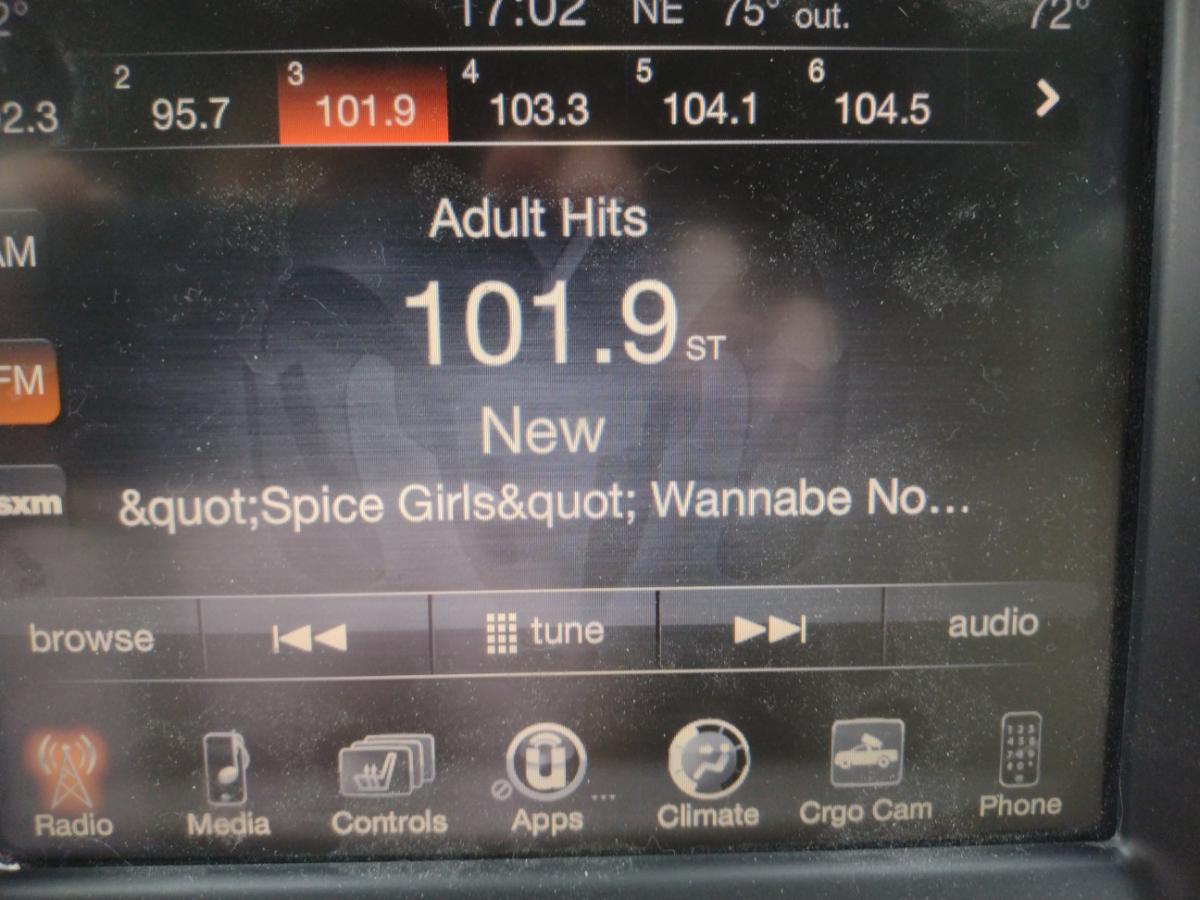 2° 17:02 NE 75° out. 72°
2 3 4 5 6
2.3 95.7 101.9 103.3 104.1 104.5
Adult Hits
AM
101.9 ST
FM
New
&quot;Spice Girls&quot; Wannabe No...
sxm
browse tune audio
Radio Media Controls Apps ... Climate Crgo Cam Phone